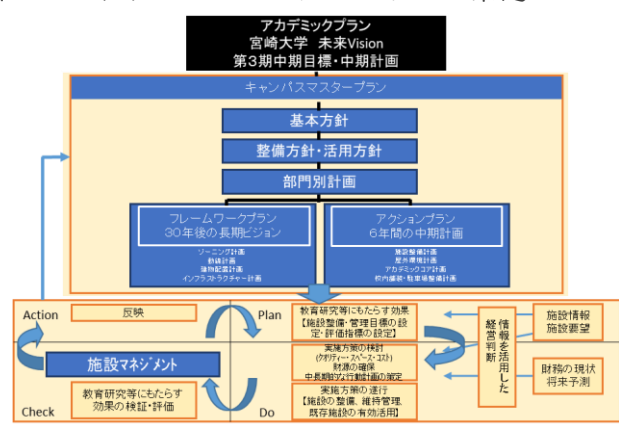 アカデミックプラン
宮崎大学 未来Vision
第3期中期目標・中期計画
キャンパスマスタープラン
基本方針
整備方針・活用方針
部門別計画
フレームワークプラン
30年後の長期ビジョン
ゾーニング計画
動線計画
建物配置計画
インフラストラクチャー計画
アクションプラン
6年間の中期計画
施設整備計画
屋外環境計画
アカデミックコア計画
構内舗装・駐車場整備計画
Action
反映
Plan
教育研究等にもたらす効果
【施設整備・管理目標の設
定・評価指標の設定】
情報を活用した
経営判断
施設情報
施設要望
施設マネジメント
実施方策の検討
(クオリティー・スペース・コスト)
財源の確保
中長期的な行動計画の策定
財務の現状
将来予測
教育研究等にもたらす
効果の検証・評価
Check
Do
実施方策の遂行
【施設の整備、維持管理、
既存施設の有効活用】